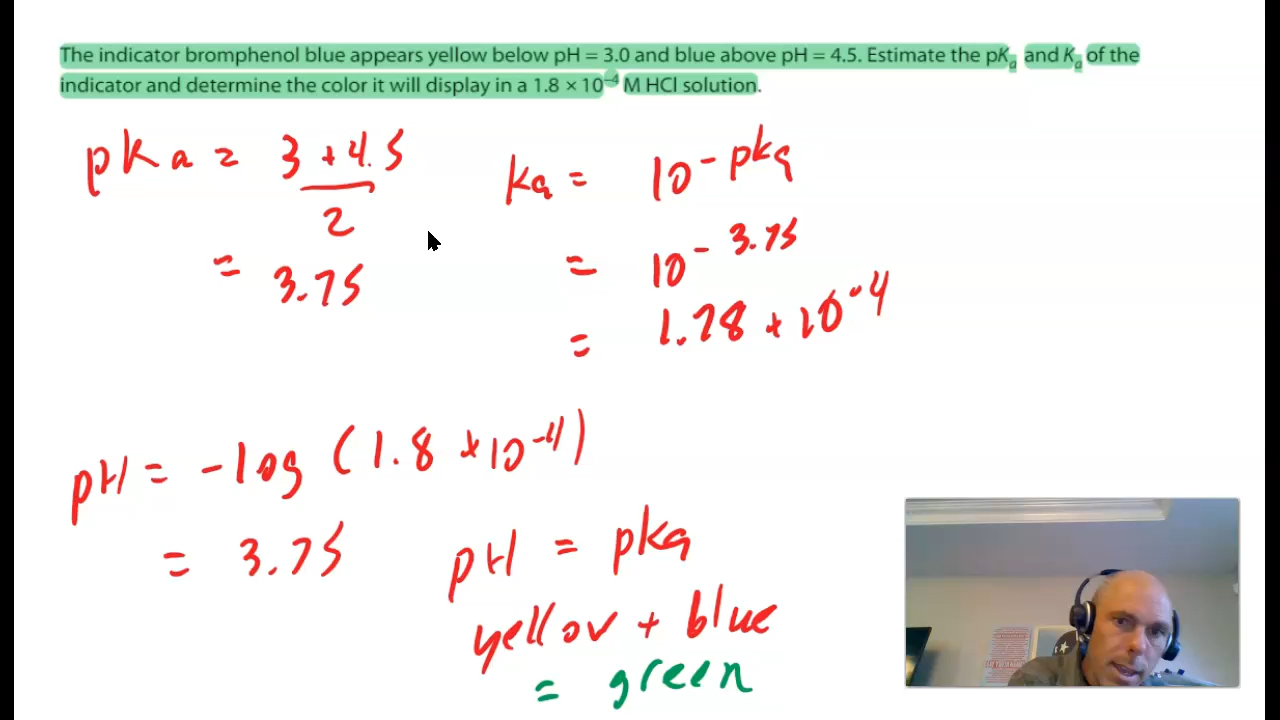 The indicator bromphenol blue appears yellow below pH = 3.0 and blue above pH = 4.5. Estimate the pKa and Ka of the
indicator and determine the color it will display in a 1.8 × 10⁻⁴ M HCl solution.
pKa = 3 + 4.5
2
= 3.75
Ka = 10^-pka
= 10^-3.75
= 1.78 × 10^-4
pH = -log (1.8 × 10^-4)
= 3.75
pH = pka
yellow + blue
= green